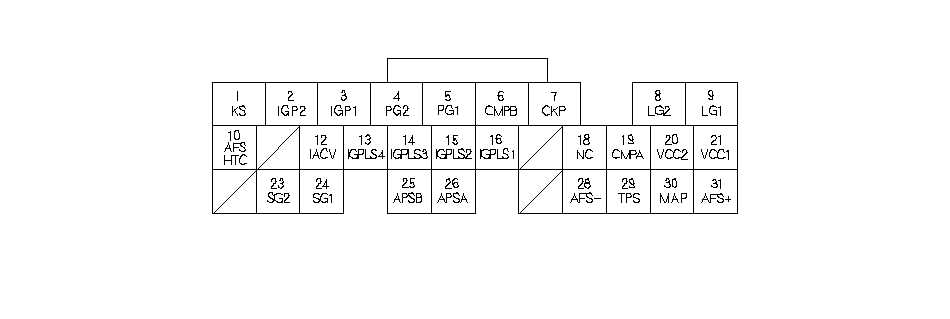 1 2 3 4 5 6 7 8 9
KS IGP2 IGP1 PG2 PG1 CMPB CKP LG2 LG1
10 12 13 14 15 16 18 19 20 21
AFS HTC IACV IGPLS4 IGPLS3 IGPLS2 IGPLS1 NC CMPA VCC2 VCC1
23 24 25 26 28 29 30 31
SG2 SG1 APSB APSA AFS- TPS MAP AFS+